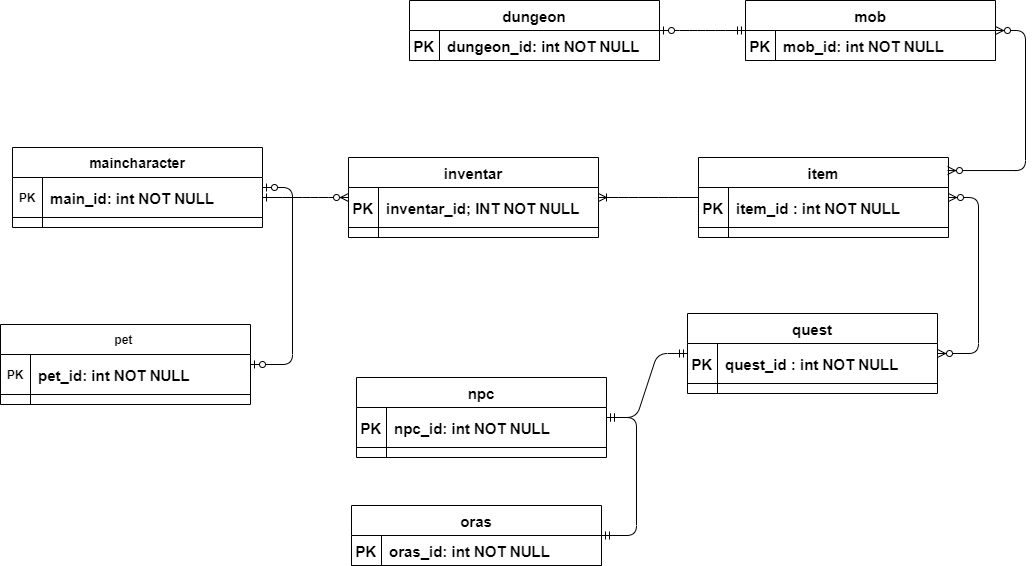 dungeon
PK dungeon_id: int NOT NULL
mob
PK mob_id: int NOT NULL
maincharacter
PK main_id: int NOT NULL
inventar
PK inventar_id; INT NOT NULL
item
PK item_id : int NOT NULL
pet
PK pet_id: int NOT NULL
quest
PK quest_id : int NOT NULL
npc
PK npc_id: int NOT NULL
oras
PK oras_id: int NOT NULL